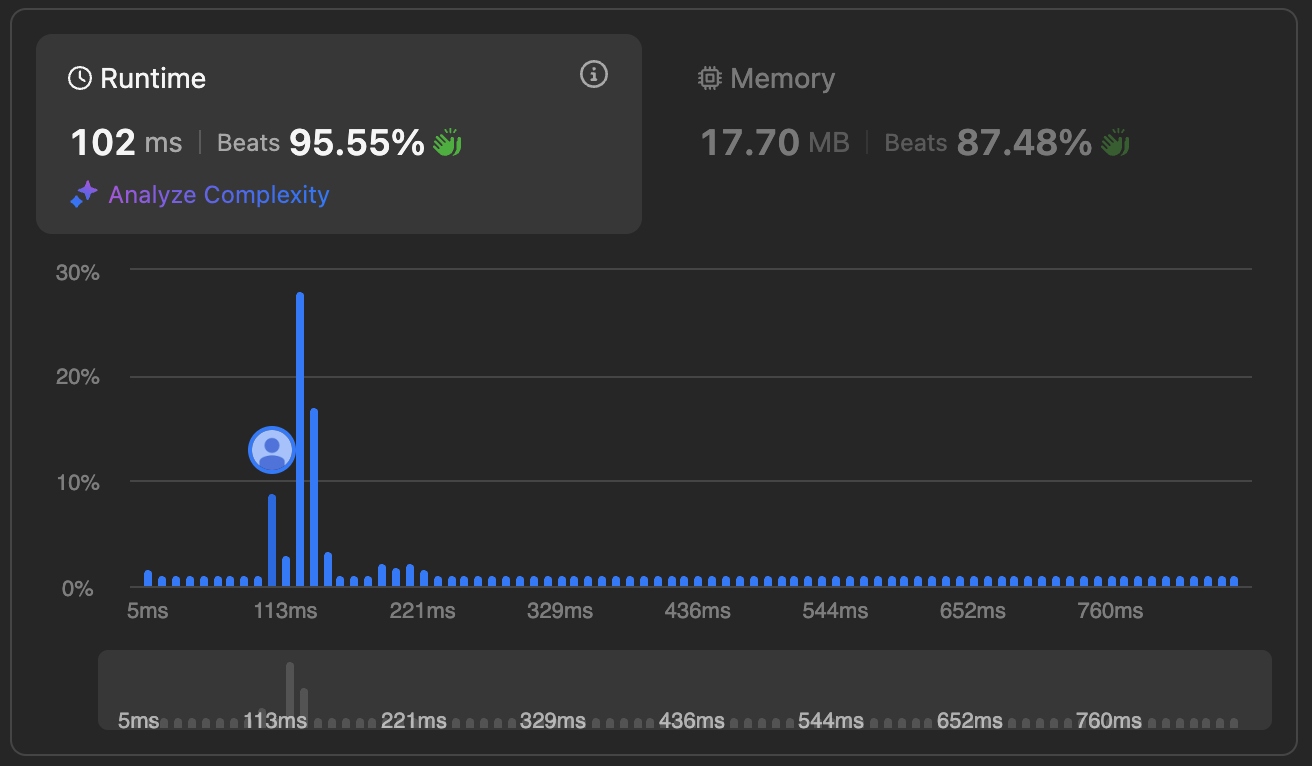 Runtime
102 ms | Beats 95.55%
Analyze Complexity
Memory
17.70 MB | Beats 87.48%
30%
20%
10%
0%
5ms 113ms 221ms 329ms 436ms 544ms 652ms 760ms
5ms 113ms 221ms 329ms 436ms 544ms 652ms 760ms